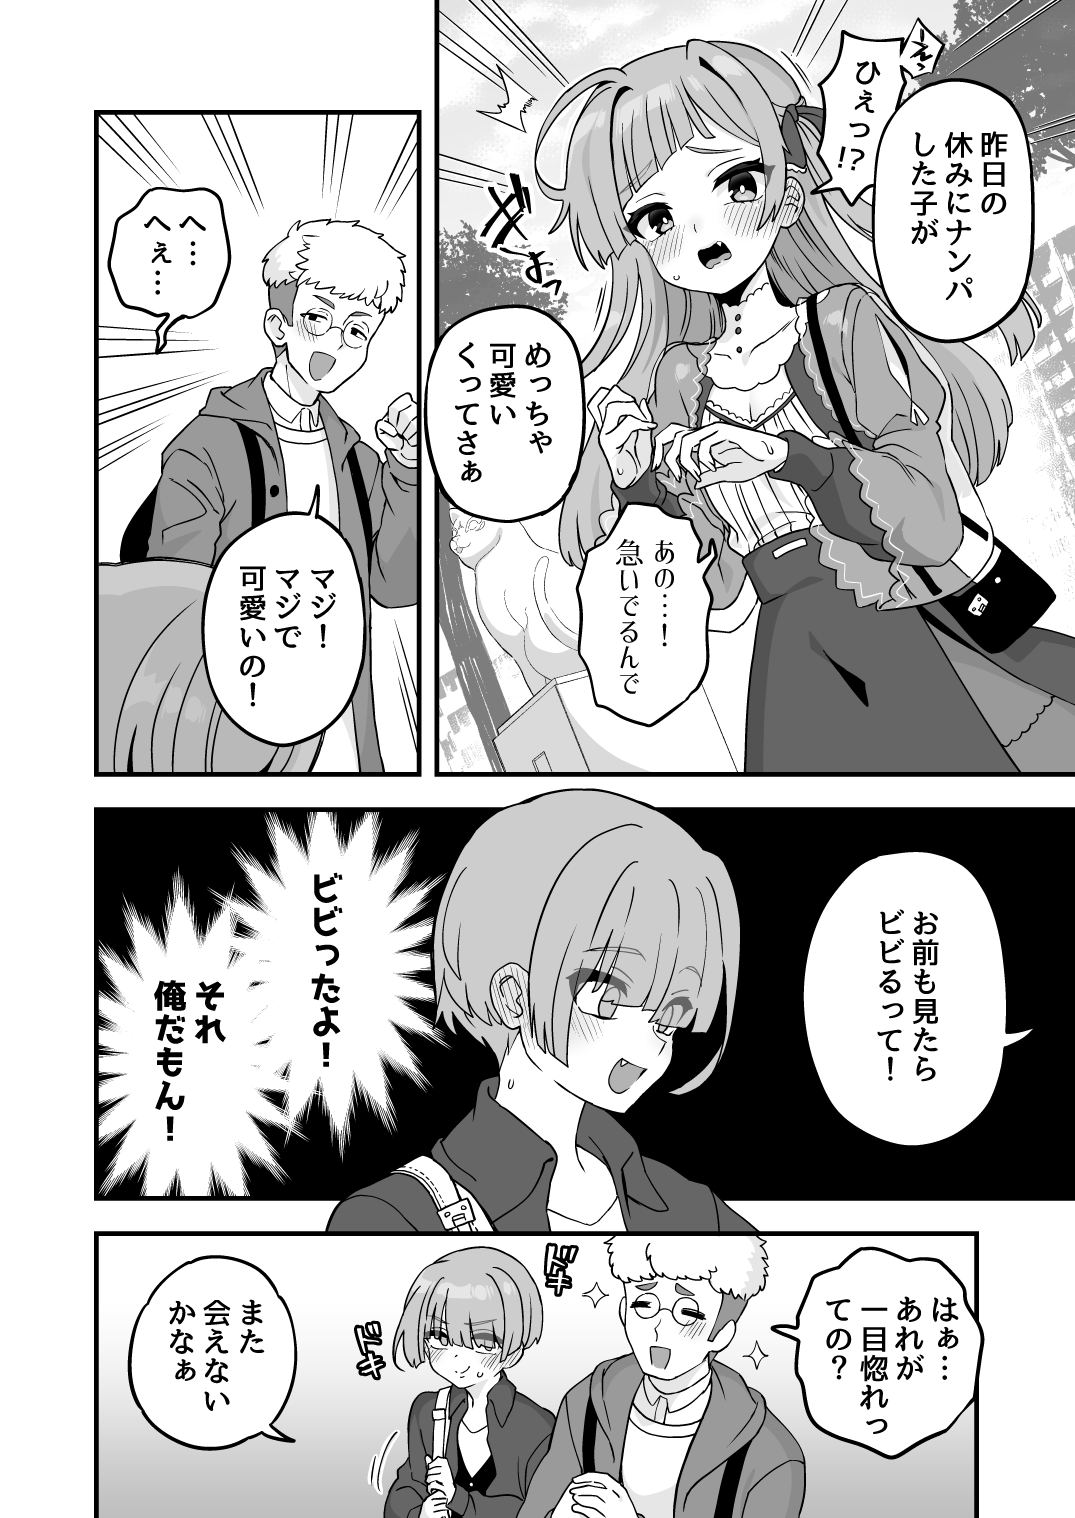 昨日の
休みにナンパ
した子が
ひぇっ!?
めっちゃ
可愛い
くってさぁ
あの…!
急いでるんで
へ…
へぇ…
マジ!
マジで
可愛いの!
お前も見たら
ビビるって!
ビビったよ!
それ
俺だもん!
はぁ…
あれが
一目惚れっ
ての?
ドキ
ドキ
また
会えない
かなぁ